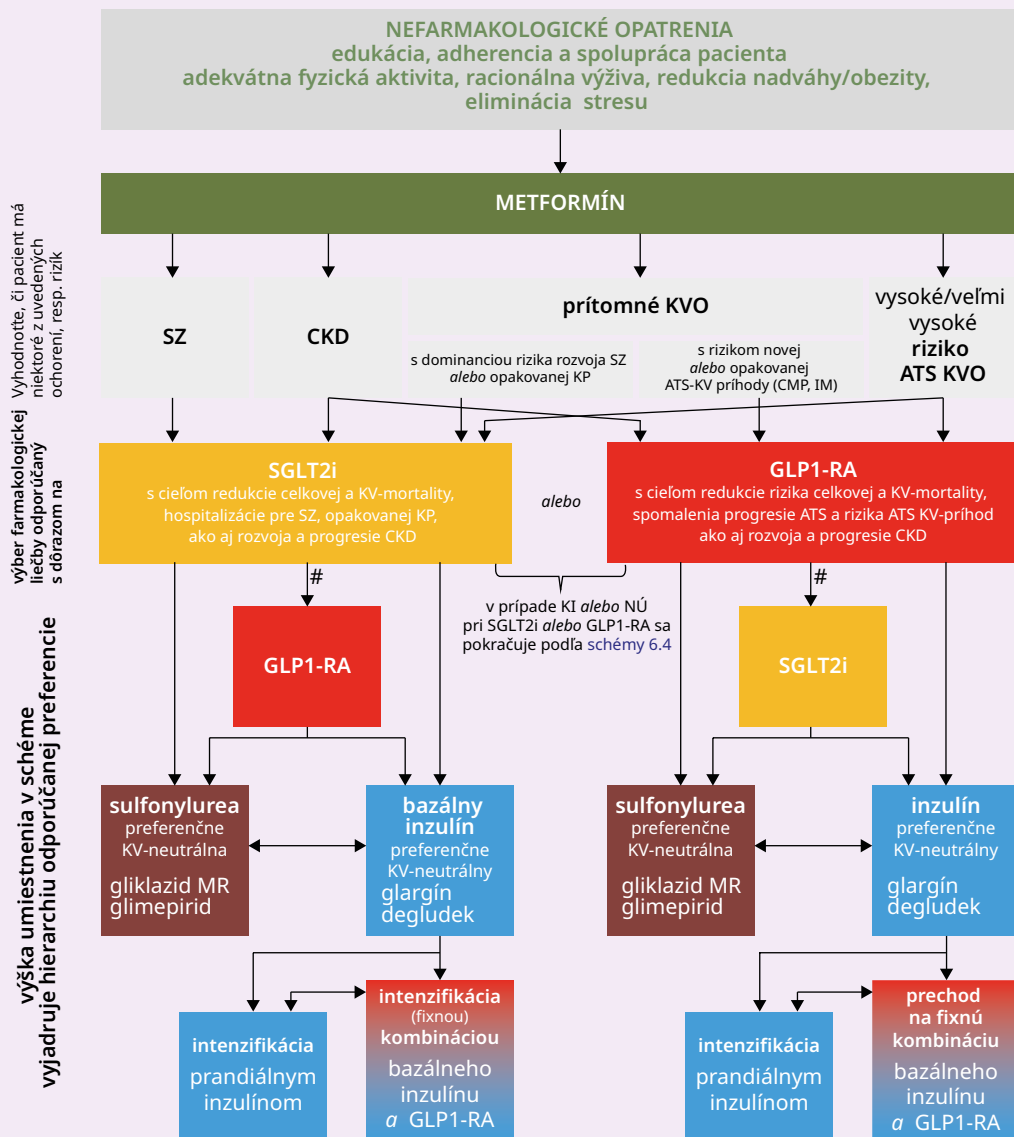 NEFARMAKOLOGICKÉ OPATRENIA
edukácia, adherencia a spolupráca pacienta
adekvátna fyzická aktivita, racionálna výživa, redukcia nadváhy/obezity,
eliminácia stresu
METFORMÍN
Vyhodnoťte, či pacient má
niektoré z uvedených
ochorení, resp. rizík
SZ
CKD
prítomné KVO
s dominanciou rizika rozvoja SZ
alebo opakovanej KP
s rizikom novej
alebo opakovanej
ATS-KV príhody (CMP, IM)
vysoké/veľmi
vysoké
riziko
ATS KVO
výber farmakologickej
liečby odporúčaný
s dôrazom na
SGLT2i
s cieľom redukcie celkovej a KV-mortality,
hospitalizácie pre SZ, opakovanej KP,
ako aj rozvoja a progresie CKD
alebo
GLP1-RA
s cieľom redukcie rizika celkovej a KV-mortality,
spomalenia progresie ATS a rizika ATS KV-príhod
ako aj rozvoja a progresie CKD
#
#
v prípade KI alebo NÚ
pri SGLT2i alebo GLP1-RA sa
pokračuje podľa schémy 6.4
výška umiestnenia v schéme
vyjadruje hierarchiu odporúčanej preferencie
GLP1-RA
SGLT2i
sulfonylurea
preferenčne
KV-neutrálna
gliklazid MR
glimepirid
bazálny
inzulín
preferenčne
KV-neutrálny
glargín
degludek
sulfonylurea
preferenčne
KV-neutrálna
gliklazid MR
glimepirid
inzulín
preferenčne
KV-neutrálny
glargín
degludek
intenzifikácia
prandiálnym
inzulínom
intenzifikácia
(fixnou)
kombináciou
bazálneho
inzulínu
a GLP1-RA
intenzifikácia
prandiálnym
inzulínom
prechod
na fixnú
kombináciu
bazálneho
inzulínu
a GLP1-RA